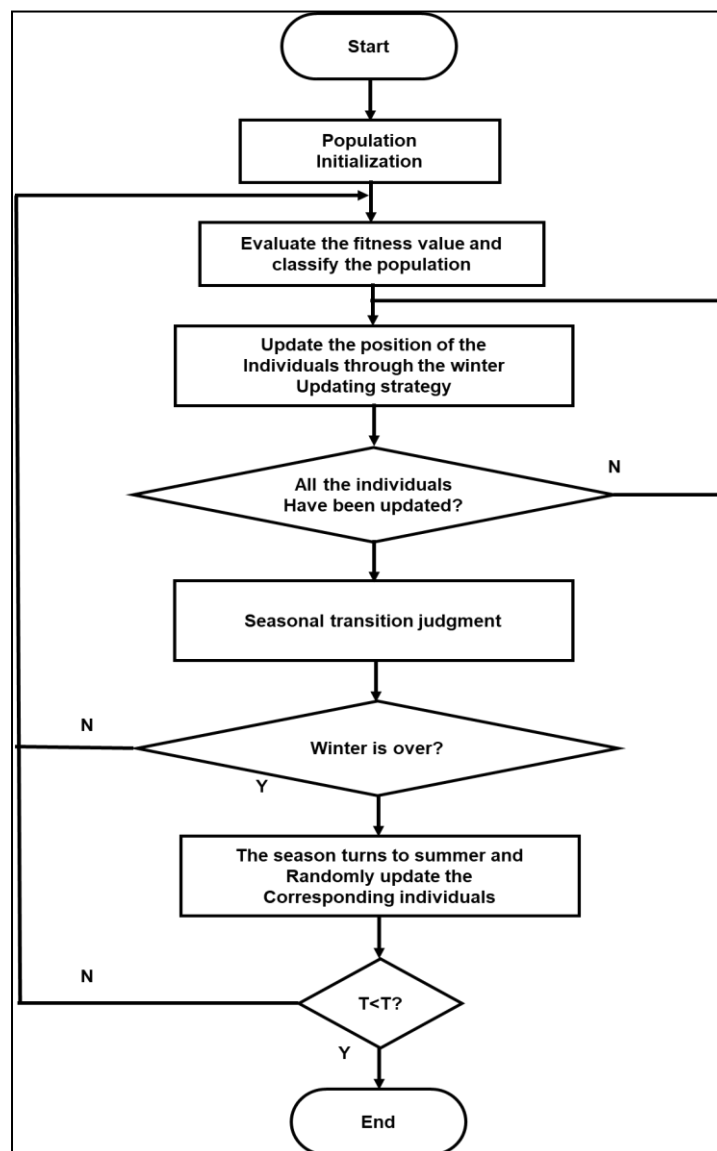 Start
Population
Initialization
Evaluate the fitness value and
classify the population
Update the position of the
Individuals through the winter
Updating strategy
All the individuals
Have been updated?
N
Seasonal transition judgment
N
Winter is over?
Y
The season turns to summer and
Randomly update the
Corresponding individuals
N
T<T?
Y
End